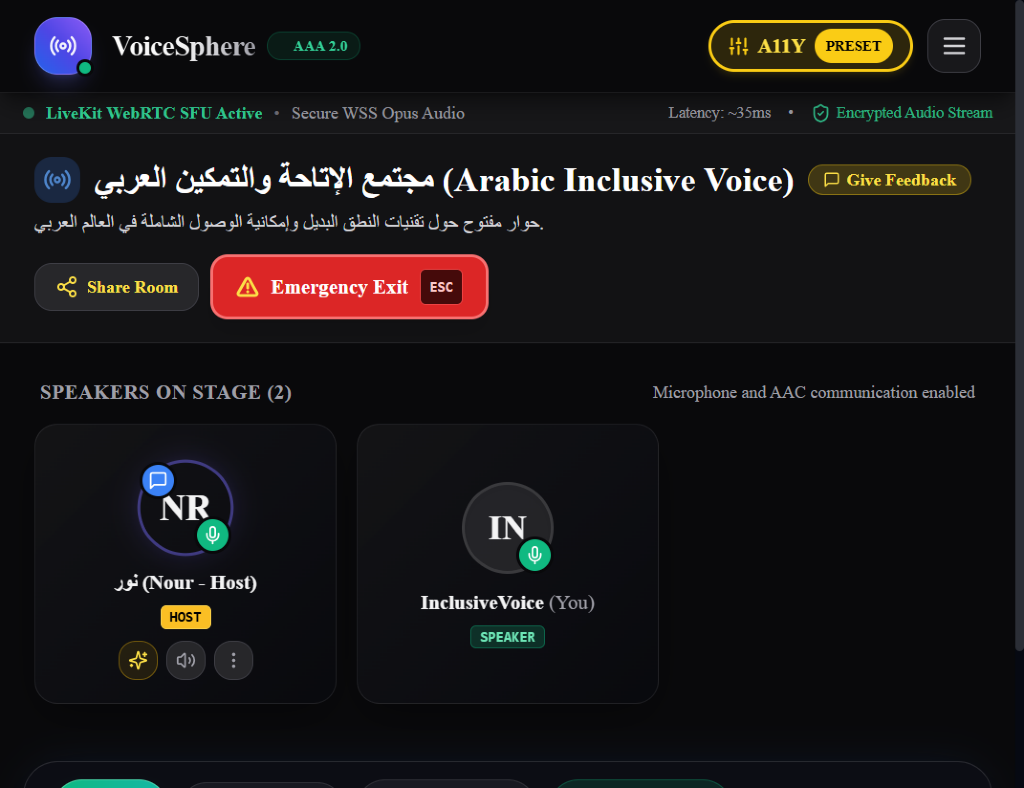 VoiceSphere
AAA 2.0
A11Y PRESET
LiveKit WebRTC SFU Active • Secure WSS Opus Audio
Latency: ~35ms • Encrypted Audio Stream
مجتمع الإتاحة والتمكين العربي (Arabic Inclusive Voice)
Give Feedback
حوار مفتوح حول تقنيات النطق البديل وإمكانية الوصول الشاملة في العالم العربي.
Share Room
Emergency Exit ESC
SPEAKERS ON STAGE (2)
Microphone and AAC communication enabled
NR
نور (Nour - Host)
HOST
IN
InclusiveVoice (You)
SPEAKER